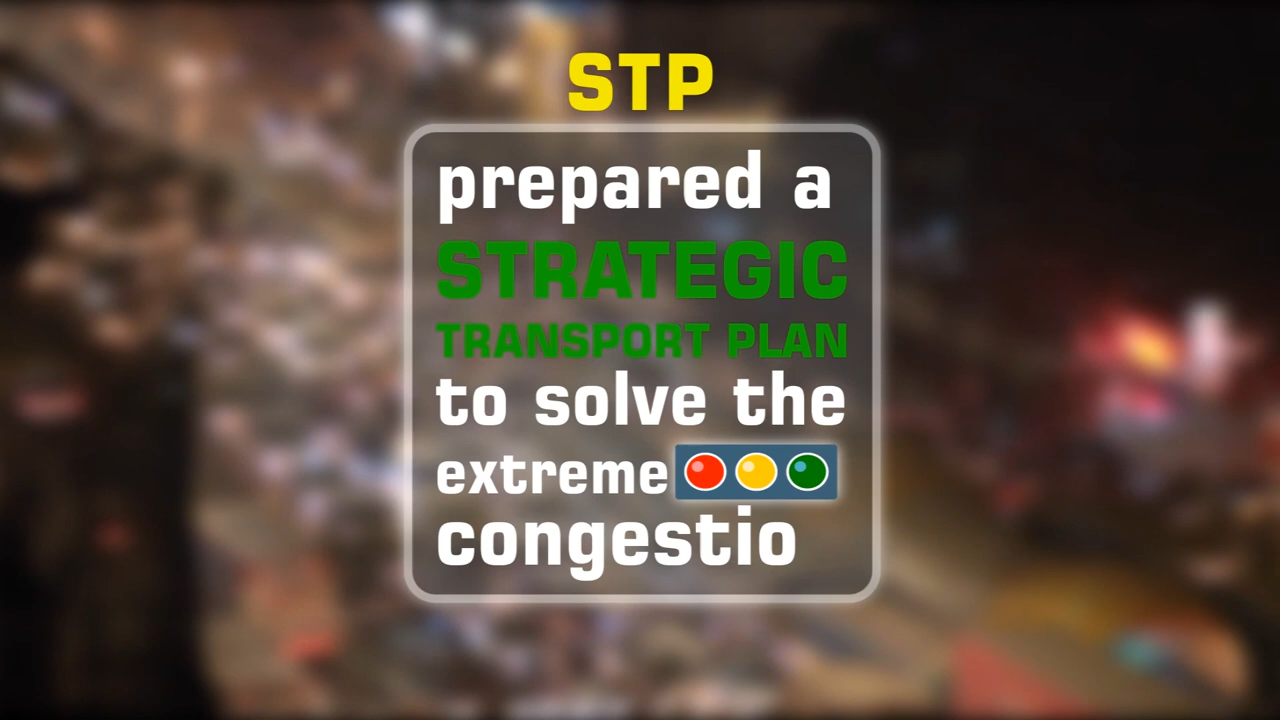 STP
prepared a
STRATEGIC
TRANSPORT PLAN
to solve the
extreme
congestio